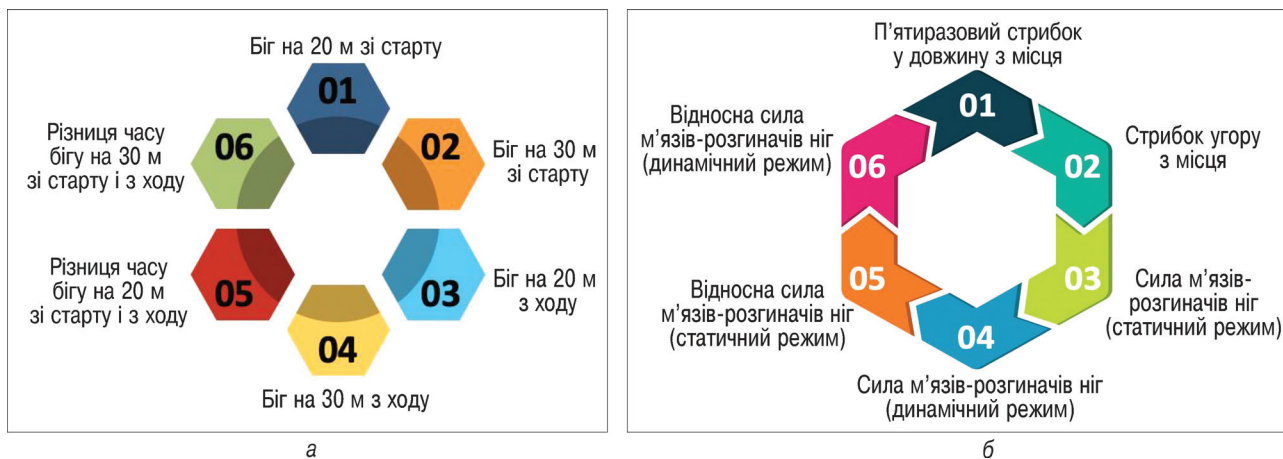 Біг на 20 м зі старту
01
02
Біг на 30 м
зі старту
03
Біг на 20 м
з ходу
04
Біг на 30 м з ходу
05
Різниця часу
бігу на 20 м
зі старту і з ходу
06
Різниця часу
бігу на 30 м
зі старту і з ходу
а
П'ятиразовий стрибок
у довжину з місця
01
02
Стрибок угору
з місця
03
Сила м'язів-
розгиначів ніг
(статичний режим)
04
Сила м'язів-розгиначів ніг
(динамічний режим)
05
Відносна сила
м'язів-розгиначів ніг
(статичний режим)
06
Відносна сила
м'язів-розгиначів ніг
(динамічний режим)
б